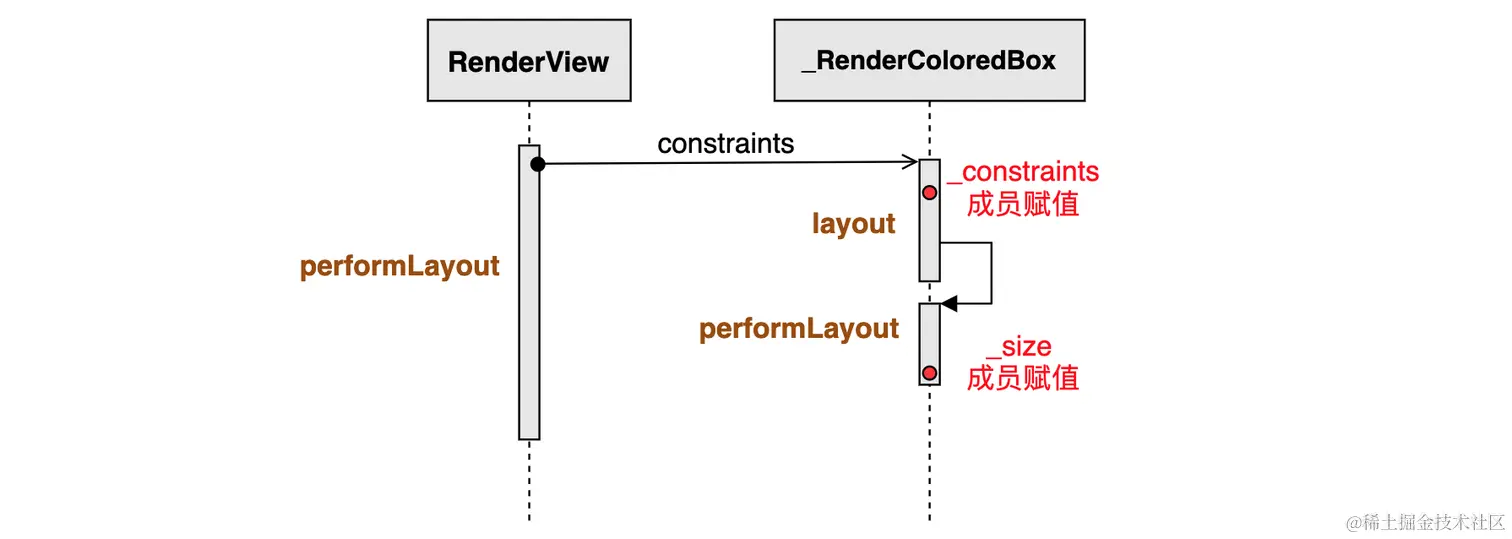 RenderView
_RenderColoredBox
constraints
_constraints
成员赋值
layout
performLayout
performLayout
_size
成员赋值
@稀土掘金技术社区